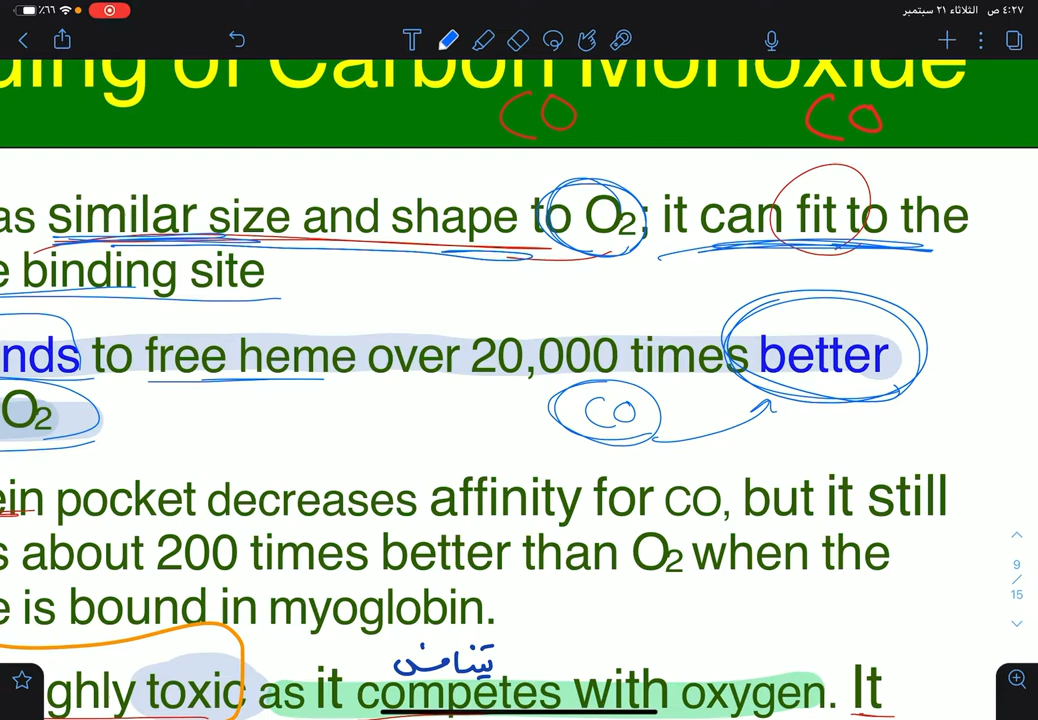 ٪٦٦
٤:٢٧ ص الثلاثاء ٢١ سبتمبر
T
ding of Carbon Monoxide
CO CO
as similar size and shape to O₂; it can fit to the
e binding site
nds to free heme over 20,000 times better
O₂
CO
ein pocket decreases affinity for CO, but it still
s about 200 times better than O₂ when the
e is bound in myoglobin.
يتنافس
ghly toxic as it competes with oxygen. It
9
/
15